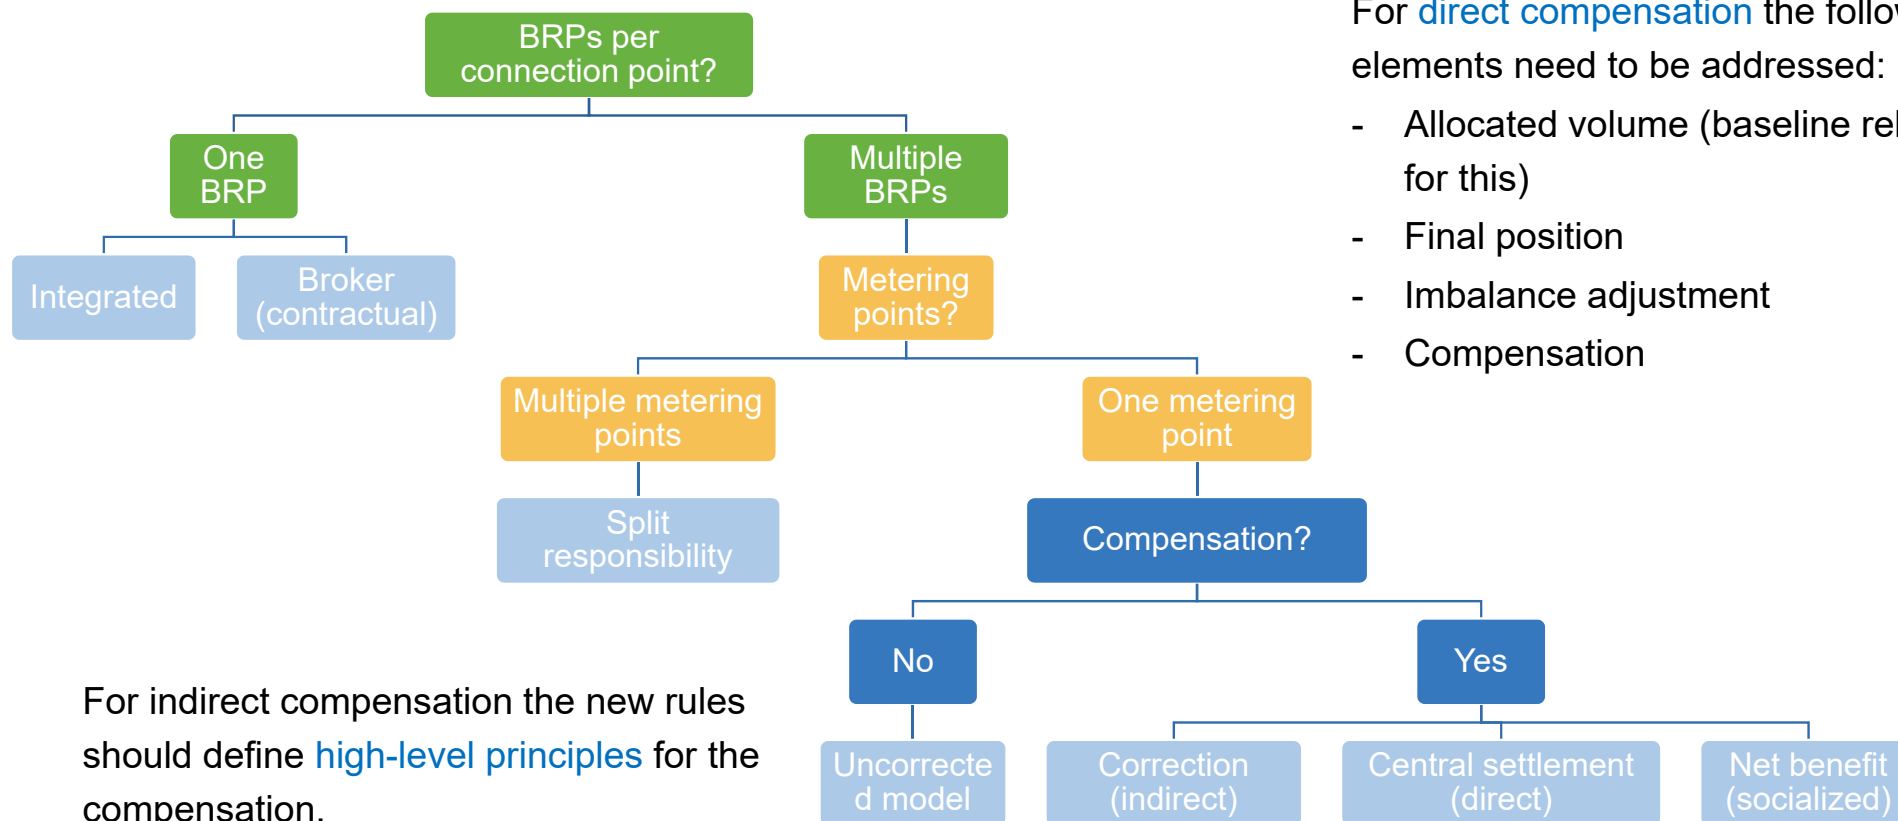 BRPs per
connection point?
One
BRP
Multiple
BRPs
Integrated
Broker
(contractual)
Metering
points?
Multiple metering
points
One metering
point
Split
responsibility
Compensation?
No
Yes
Uncorrecte
d model
Correction
(indirect)
Central settlement
(direct)
Net benefit
(socialized)
For direct compensation the
elements need to be addressed:
- Allocated volume (baseline
for this)
- Final position
- Imbalance adjustment
- Compensation
For indirect compensation the new rules
should define high-level principles for the
compensation.